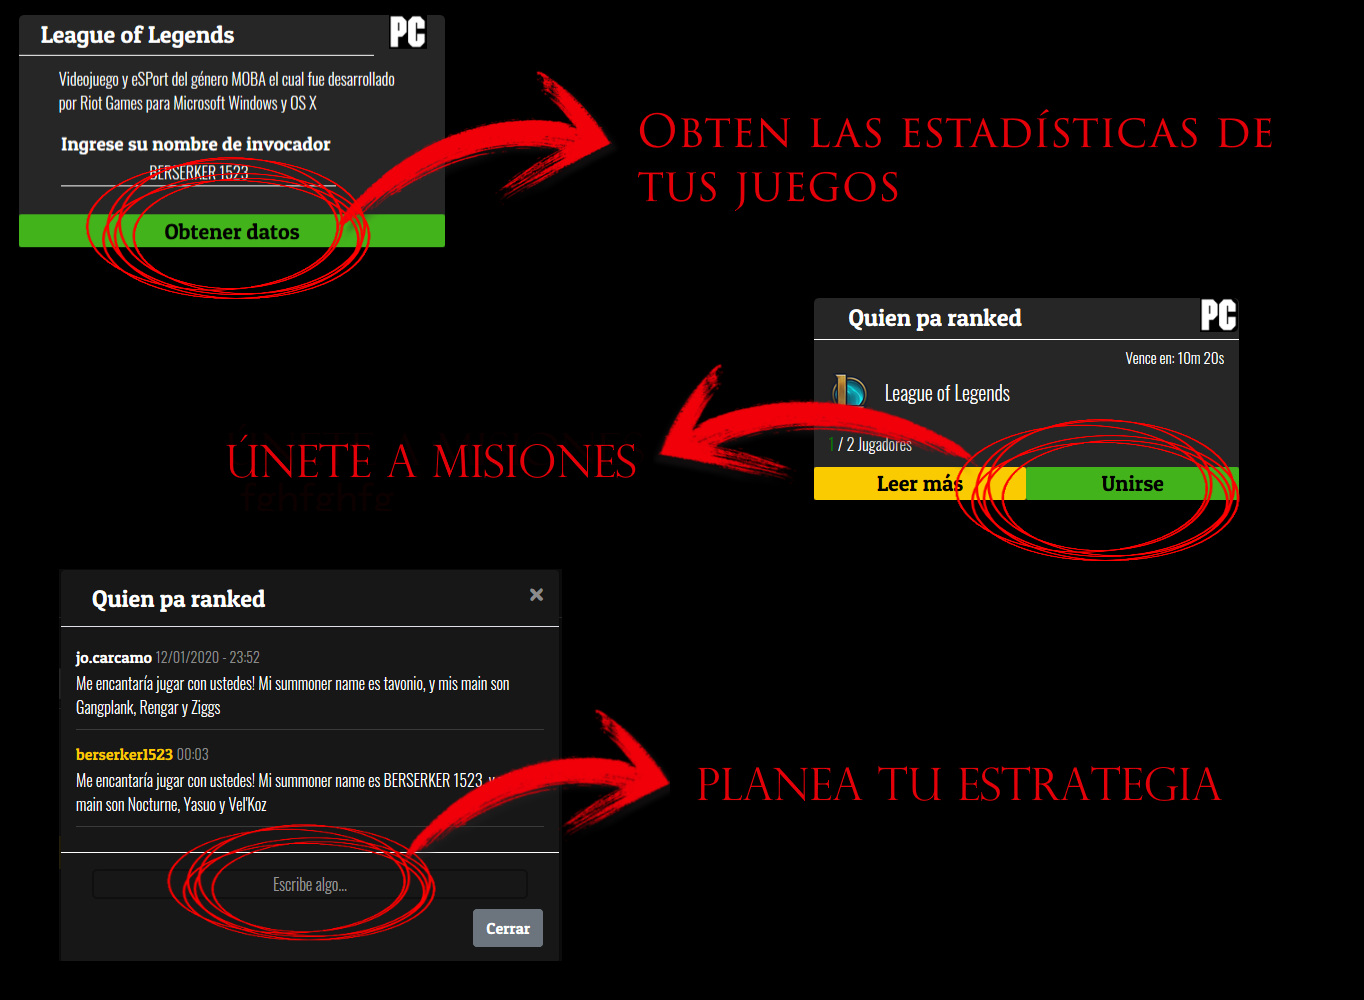 League of Legends
PC
Videojuego y eSPort del género MOBA el cual fue desarrollado
por Riot Games para Microsoft Windows y OS X
Ingrese su nombre de invocador
BERSERKER 1523
Obtener datos
Obten las estadísticas de
tus juegos
Quien pa ranked
PC
Vence en: 10m 20s
League of Legends
1 / 2 Jugadores
Leer más
Unirse
Únete a misiones
Quien pa ranked
×
jo.carcamo 12/01/2020 - 23:52
Me encantaría jugar con ustedes! Mi summoner name es tavonio, y mis main son
Gangplank, Rengar y Ziggs
berserker1523 00:03
Me encantaría jugar con ustedes! Mi summoner name es BERSERKER 1523, y
main son Nocturne, Yasuo y Vel'Koz
Planea tu estrategia
Escribe algo...
Cerrar